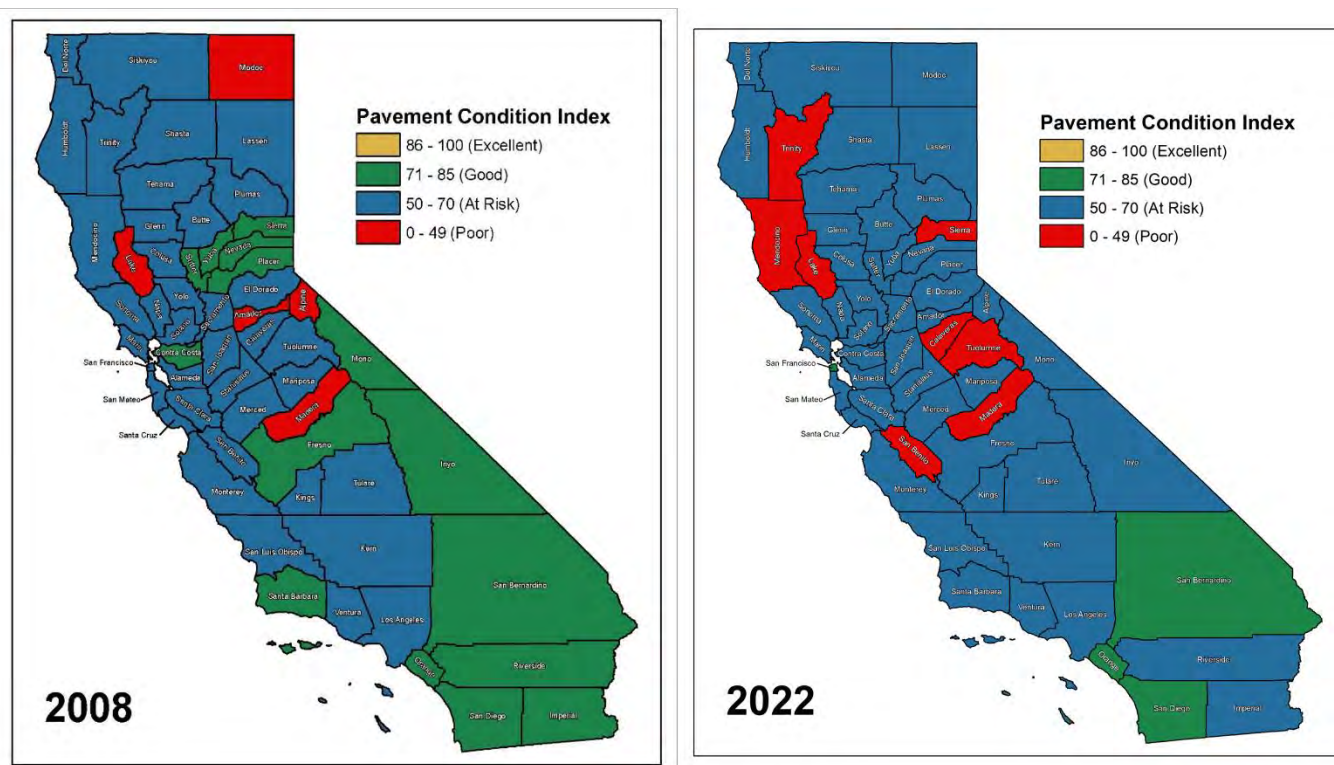 Del Norte
Siskiyou
Modoc
Humboldt
Trinity
Shasta
Lassen
Tehama
Plumas
Mendocino
Glenn
Butte
Sierra
Lake
Colusa
Sutter
Yuba
Nevada
Placer
Sonoma
Napa
Yolo
Sacramento
El Dorado
Alpine
Marin
Solano
Amador
Calaveras
San Francisco
Contra Costa
San Joaquin
Tuolumne
Mono
Alameda
Stanislaus
Mariposa
San Mateo
Santa Clara
Merced
Madera
Santa Cruz
San Benito
Fresno
Inyo
Monterey
Kings
Tulare
San Luis Obispo
Kern
San Bernardino
Santa Barbara
Ventura
Los Angeles
Orange
Riverside
San Diego
Imperial
Pavement Condition Index
86 - 100 (Excellent)
71 - 85 (Good)
50 - 70 (At Risk)
0 - 49 (Poor)
2008
Del Norte
Siskiyou
Modoc
Humboldt
Trinity
Shasta
Lassen
Tehama
Plumas
Mendocino
Glenn
Butte
Sierra
Lake
Colusa
Sutter
Yuba
Nevada
Placer
Sonoma
Napa
Yolo
Sacramento
El Dorado
Alpine
Marin
Solano
Amador
Calaveras
San Francisco
Contra Costa
San Joaquin
Tuolumne
Mono
Alameda
Stanislaus
Mariposa
San Mateo
Santa Clara
Merced
Madera
Santa Cruz
San Benito
Fresno
Inyo
Monterey
Kings
Tulare
San Luis Obispo
Kern
San Bernardino
Santa Barbara
Ventura
Los Angeles
Orange
Riverside
San Diego
Imperial
Pavement Condition Index
86 - 100 (Excellent)
71 - 85 (Good)
50 - 70 (At Risk)
0 - 49 (Poor)
2022